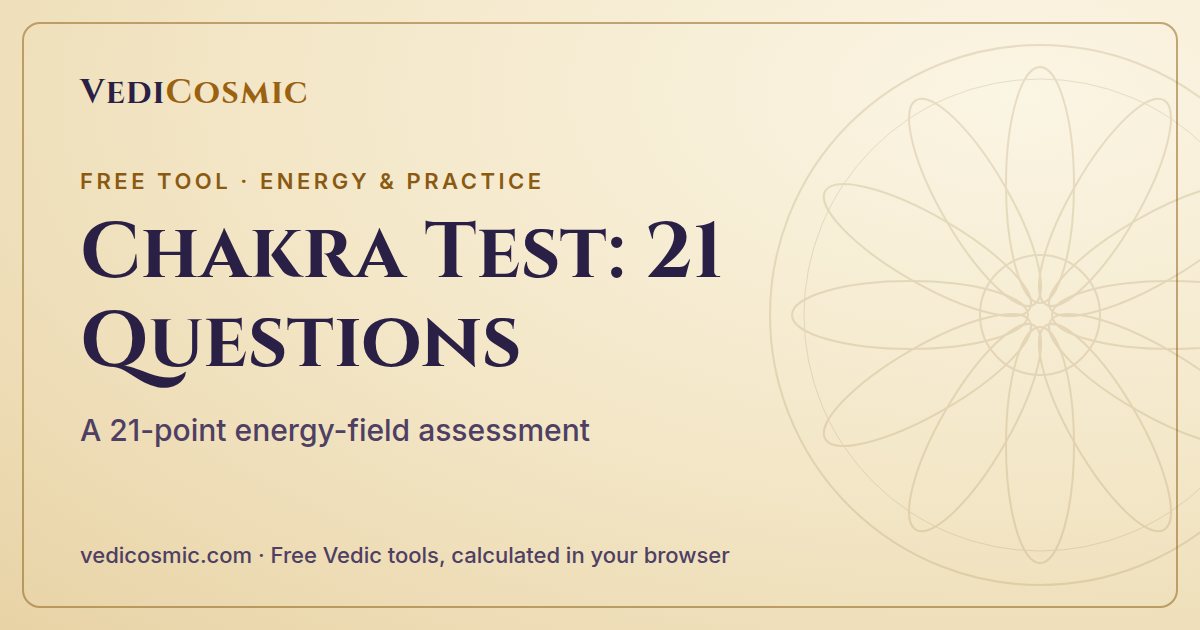 VediCosmic
FREE TOOL · ENERGY & PRACTICE
Chakra Test: 21
Questions
A 21-point energy-field assessment
vedicosmic.com · Free Vedic tools, calculated in your browser